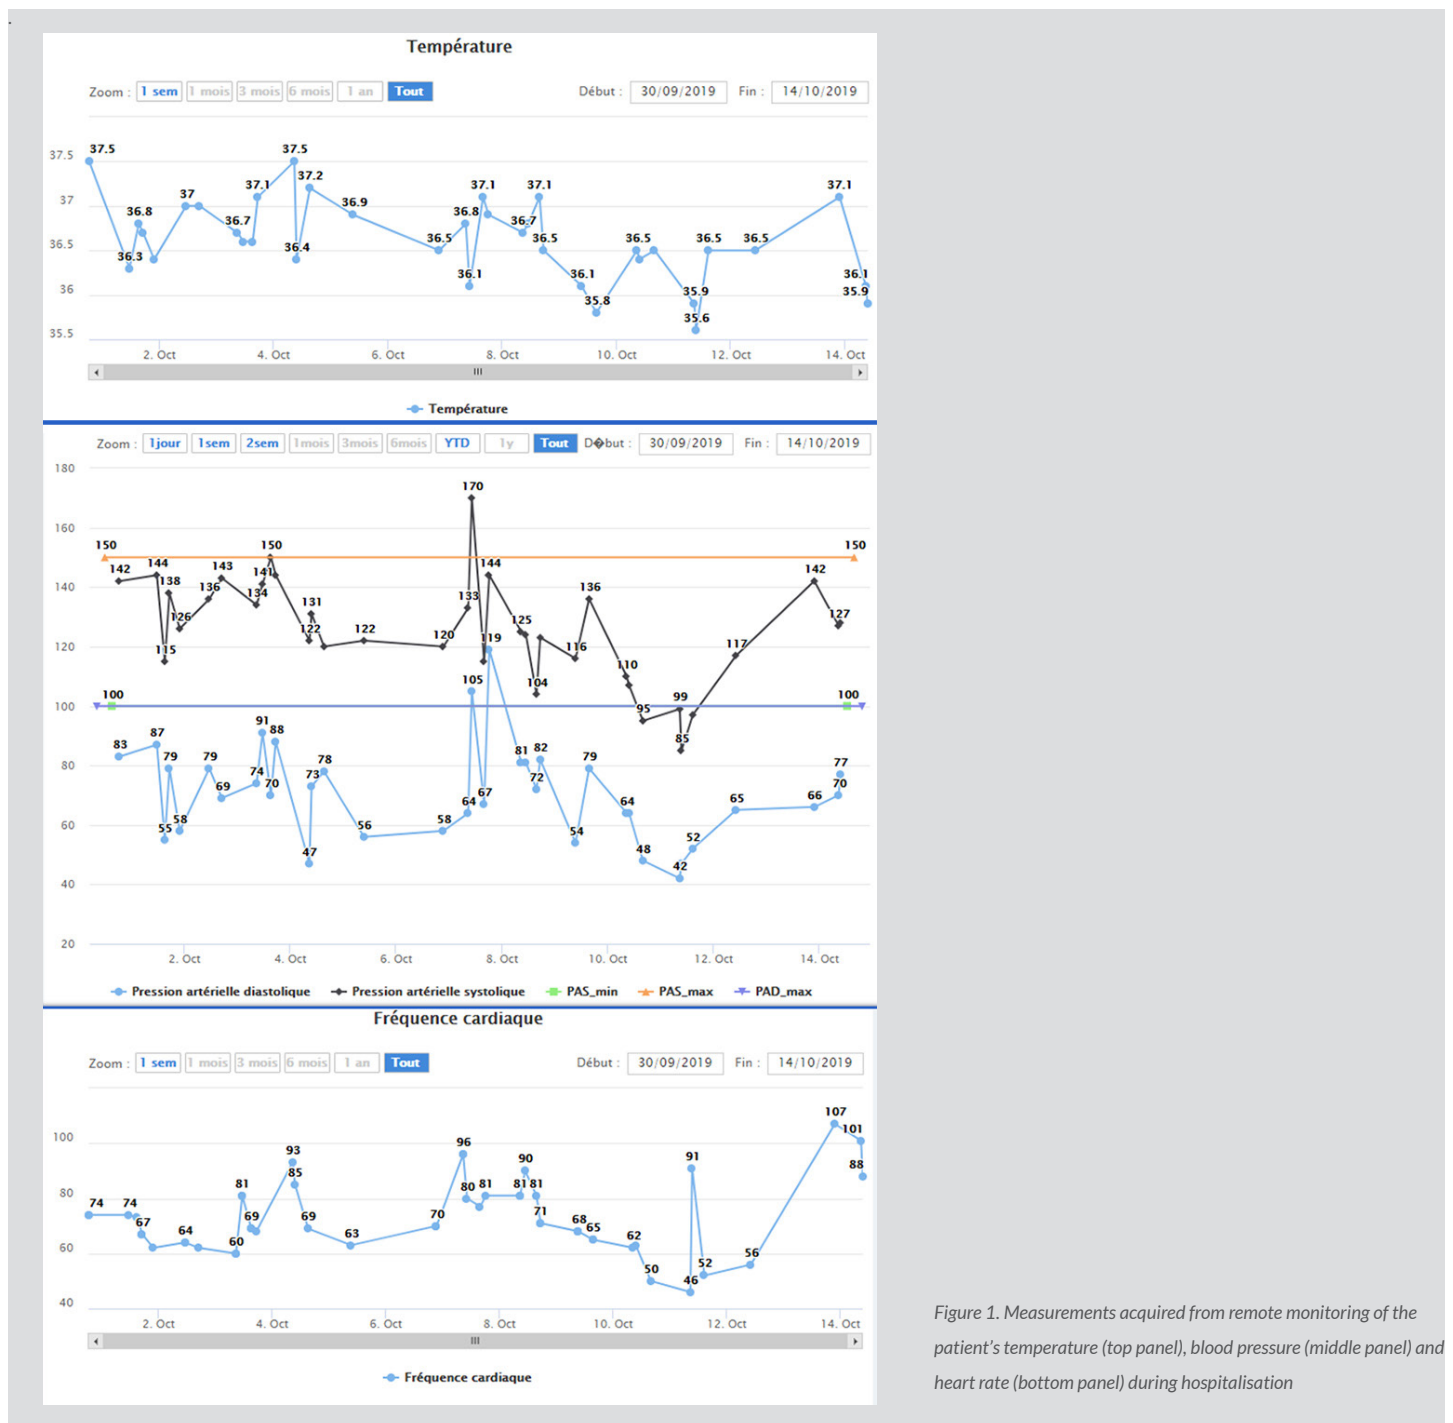 .
Température
Zoom : 1 sem 1 mois 3 mois 6 mois 1 an Tout Début : 30/09/2019 Fin : 14/10/2019
37.5 37 36.5 36 35.5
37.5 36.3 36.8 37 36.7 37.1 37.5 36.4 37.2 36.9 36.5 36.8 36.1 37.1 36.7 37.1 36.5 36.1 35.8 36.5 35.9 35.6 36.5 36.5 37.1 36.1 35.9
2. Oct 4. Oct 6. Oct 8. Oct 10. Oct 12. Oct 14. Oct
Température
Zoom : 1jour 1sem 2sem 1mois 3mois 6mois YTD 1y Tout D�but : 30/09/2019 Fin : 14/10/2019
180 160 140 120 100 80 60 40 20
150 150
142 144 115 138 126 136 143 134 141 150 122 131 122 120 133 170 144 125 104 116 136 110 95 99 85 117 142 127
100 100
83 87 55 79 58 79 69 74 91 70 88 47 73 78 56 58 64 105 67 119 81 72 82 54 79 64 48 42 52 65 66 70 77
2. Oct 4. Oct 6. Oct 8. Oct 10. Oct 12. Oct 14. Oct
Pression artérielle diastolique Pression artérielle systolique PAS_min PAS_max PAD_max
Fréquence cardiaque
Zoom : 1 sem 1 mois 3 mois 6 mois 1 an Tout Début : 30/09/2019 Fin : 14/10/2019
100 80 60 40
74 74 67 64 60 81 69 93 85 69 63 70 96 80 81 81 90 81 71 68 65 62 50 46 91 52 56 107 101 88
2. Oct 4. Oct 6. Oct 8. Oct 10. Oct 12. Oct 14. Oct
Fréquence cardiaque
Figure 1. Measurements acquired from remote monitoring of the
patient's temperature (top panel), blood pressure (middle panel) and
heart rate (bottom panel) during hospitalisation